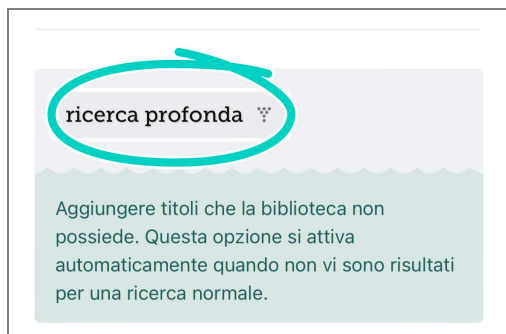 ricerca profonda
Aggiungere titoli che la biblioteca non
possiede. Questa opzione si attiva
automaticamente quando non vi sono risultati
per una ricerca normale.